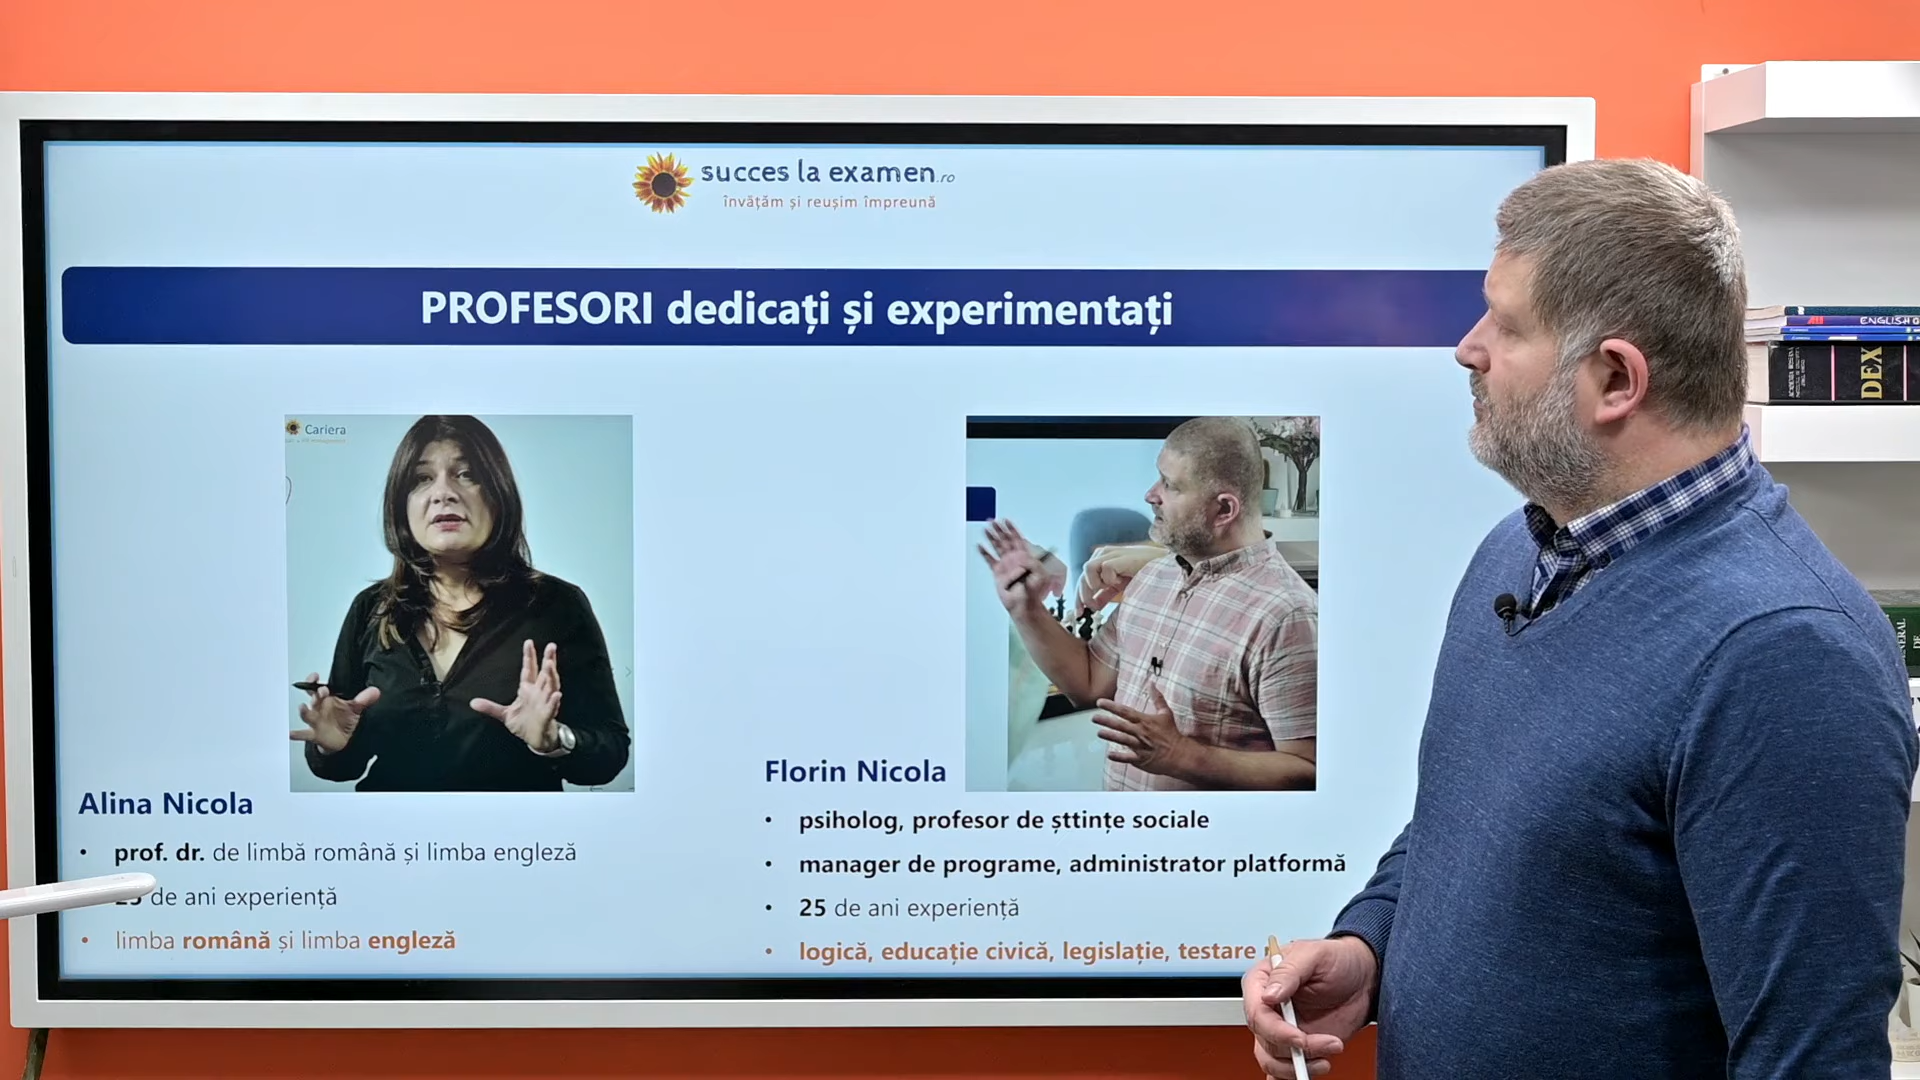 succes la examen.ro
învățăm și reușim împreună
PROFESORI dedicați și experimentați
Cariera
Alina Nicola
• prof. dr. de limbă română și limba engleză
de ani experiență
• limba română și limba engleză
Florin Nicola
• psiholog, profesor de șttințe sociale
• manager de programe, administrator platformă
• 25 de ani experiență
• logică, educație civică, legislație, testare
ENGLISH
DEX
DE